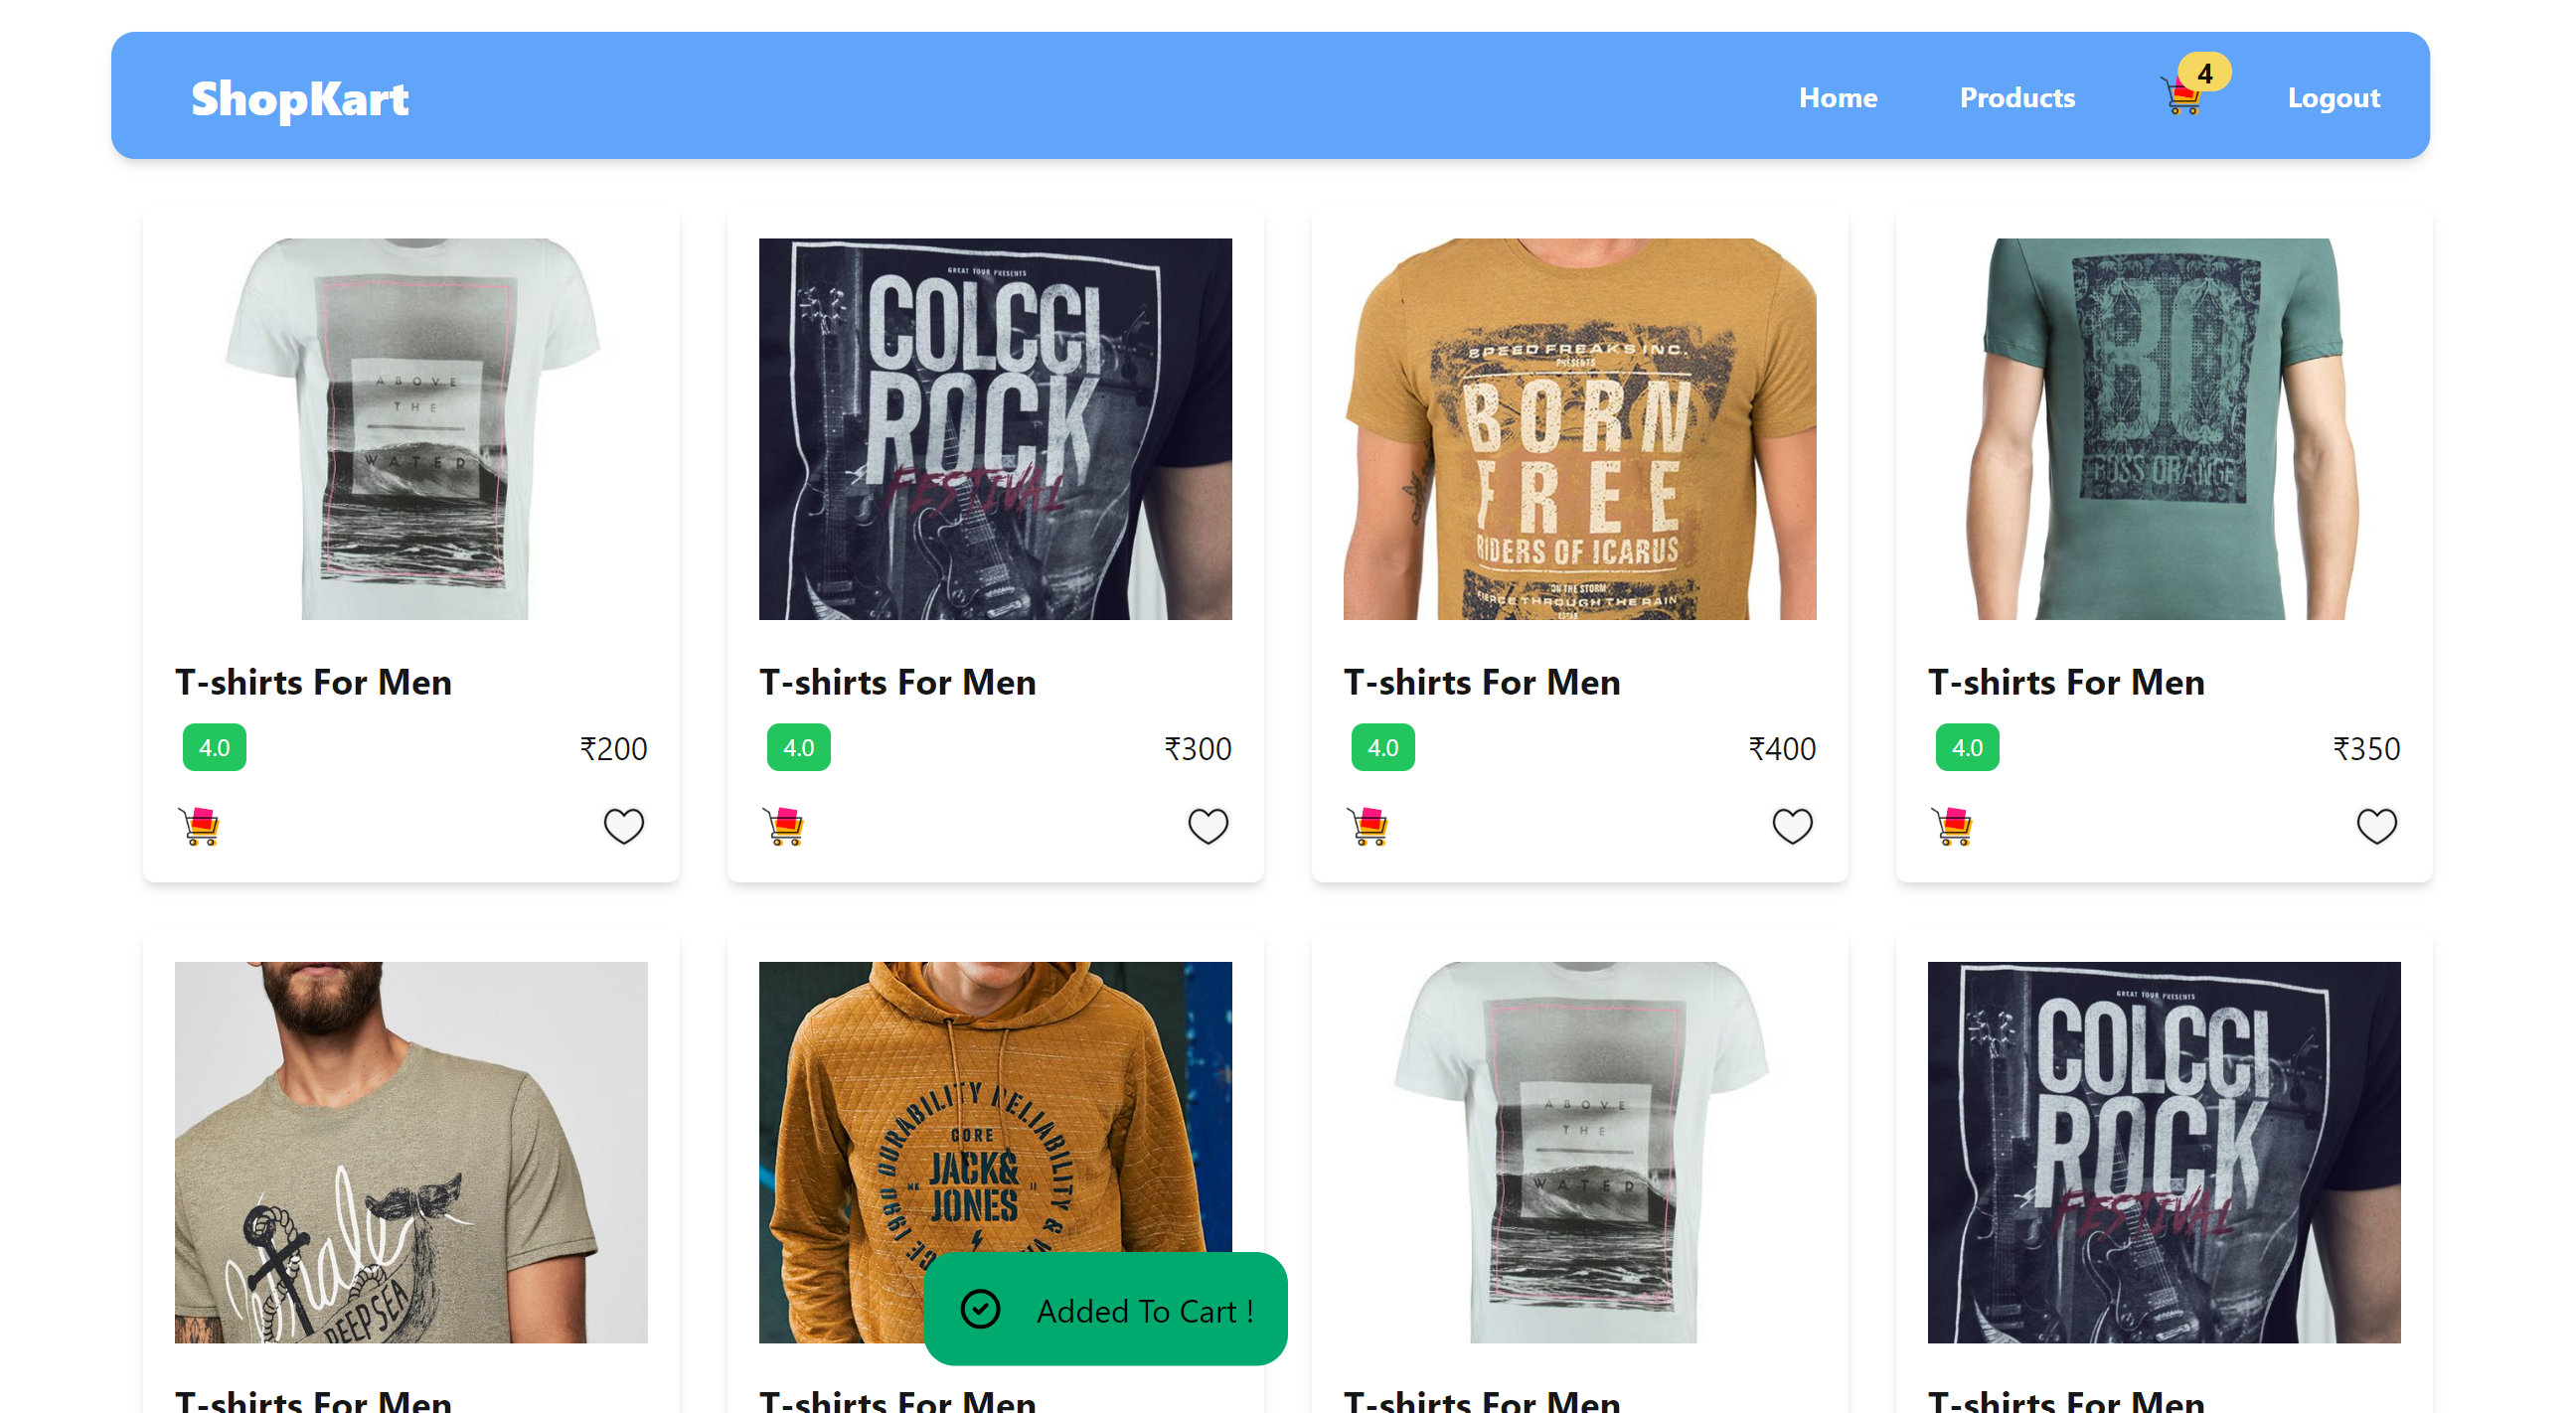 ShopKart
Home
Products
4
Logout
ABOVE
THE
WATER
GREAT TOUR PRESENTS
COLCCI
ROCK
FESTIVAL
SPEED FREAKS INC.
PRESENTS
BORN
FREE
RIDERS OF ICARUS
ON THE STORM
FIERCE THROUGH THE RAIN
BO
BOSS ORANGE
T-shirts For Men
4.0
₹200
T-shirts For Men
4.0
₹300
T-shirts For Men
4.0
₹400
T-shirts For Men
4.0
₹350
Whale
DEEP SEA
DURABILITY RELIABILITY &
CORE
JACK&
JONES
1990
ABOVE
THE
WATER
GREAT TOUR PRESENTS
COLCCI
ROCK
FESTIVAL
Added To Cart !
T-shirts For Men
T-shirts For Men
T-shirts For Men
T-shirts For Men